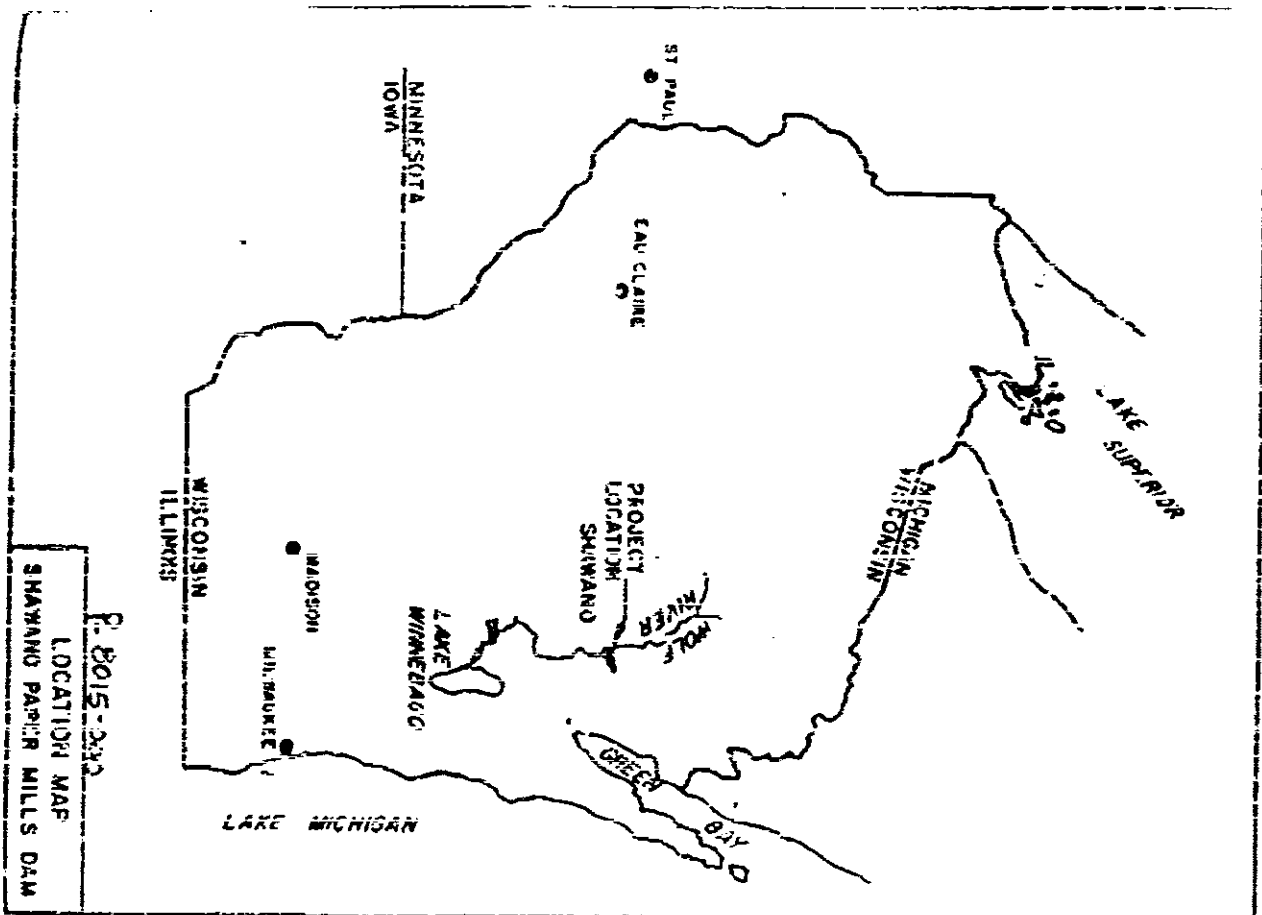 LAKE
SUPERIOR
ST PAUL
MINNESOTA
IOWA
EAU CLAIRE
MICHIGAN
WISCONSIN
PROJECT
LOCATION
SHAWANO
WOLF
RIVER
LAKE
WINNEBAGO
GREEN
BAY
MADISON
MILWAUKEE
WISCONSIN
ILLINOIS
LAKE MICHIGAN
LOCATION MAP
SHAWANO PAPER MILLS DAM